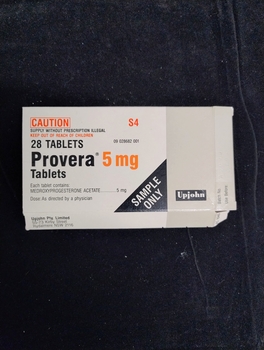 CAUTION
S4
SUPPLY WITHOUT PRESCRIPTION ILLEGAL
KEEP OUT OF REACH OF CHILDREN
28 TABLETS
Provera® 5 mg
Tablets
Each tablet contains:
MEDROXYPROGESTERONE ACETATE.....5 mg
Dose: As directed by a physician
SAMPLE
ONLY
Upjohn
Upjohn Pty. Limited